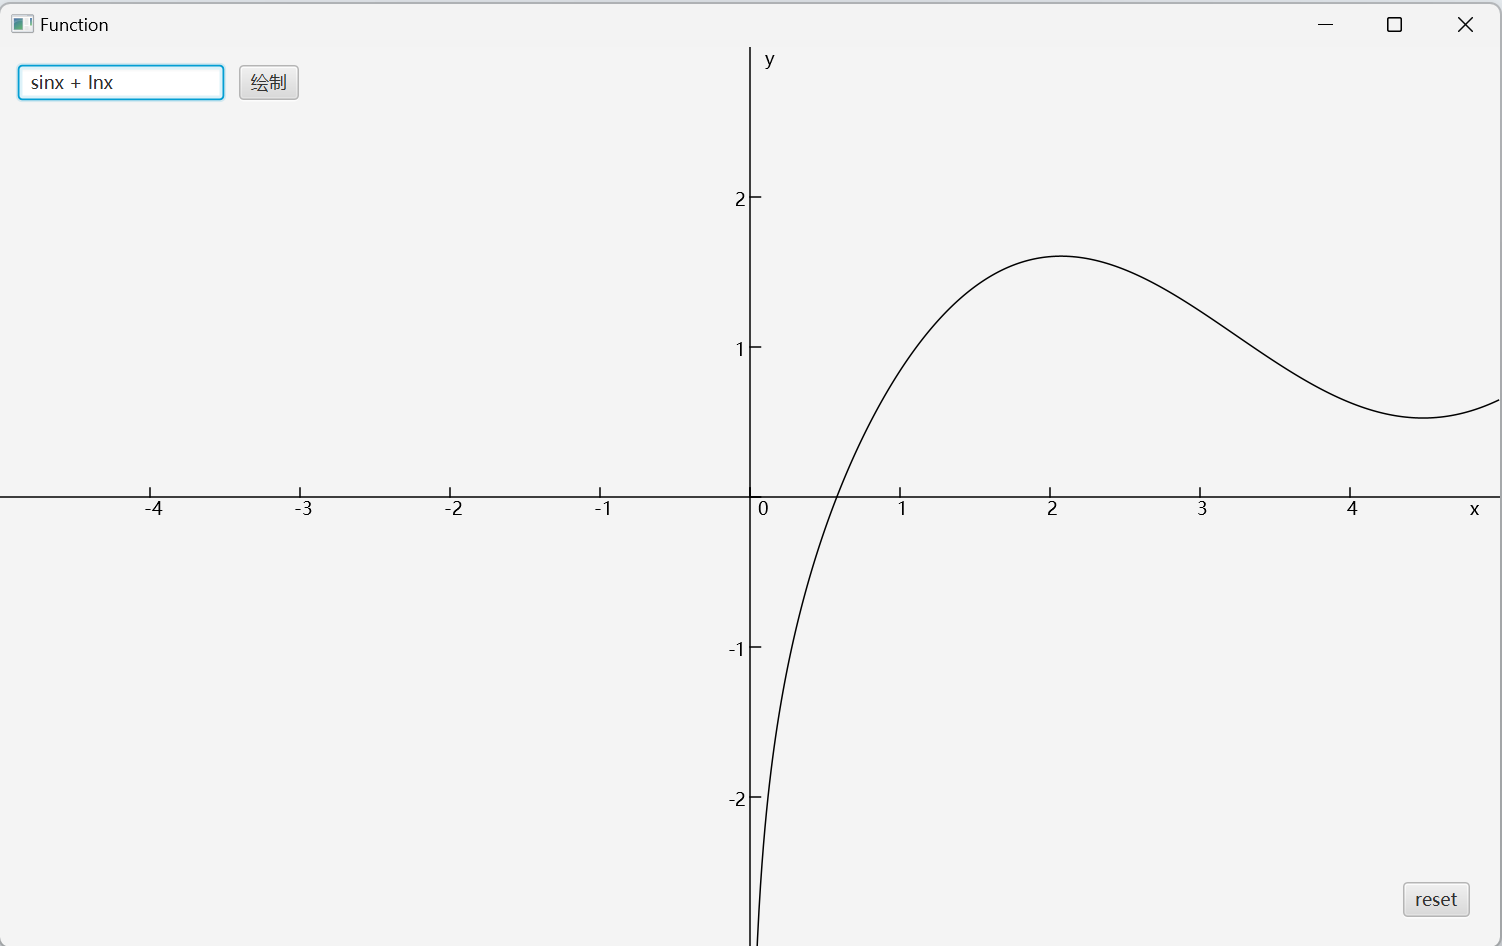 Function
sinx + lnx
绘制
y
2
1
-4 -3 -2 -1 0 1 2 3 4 x
-1
-2
reset